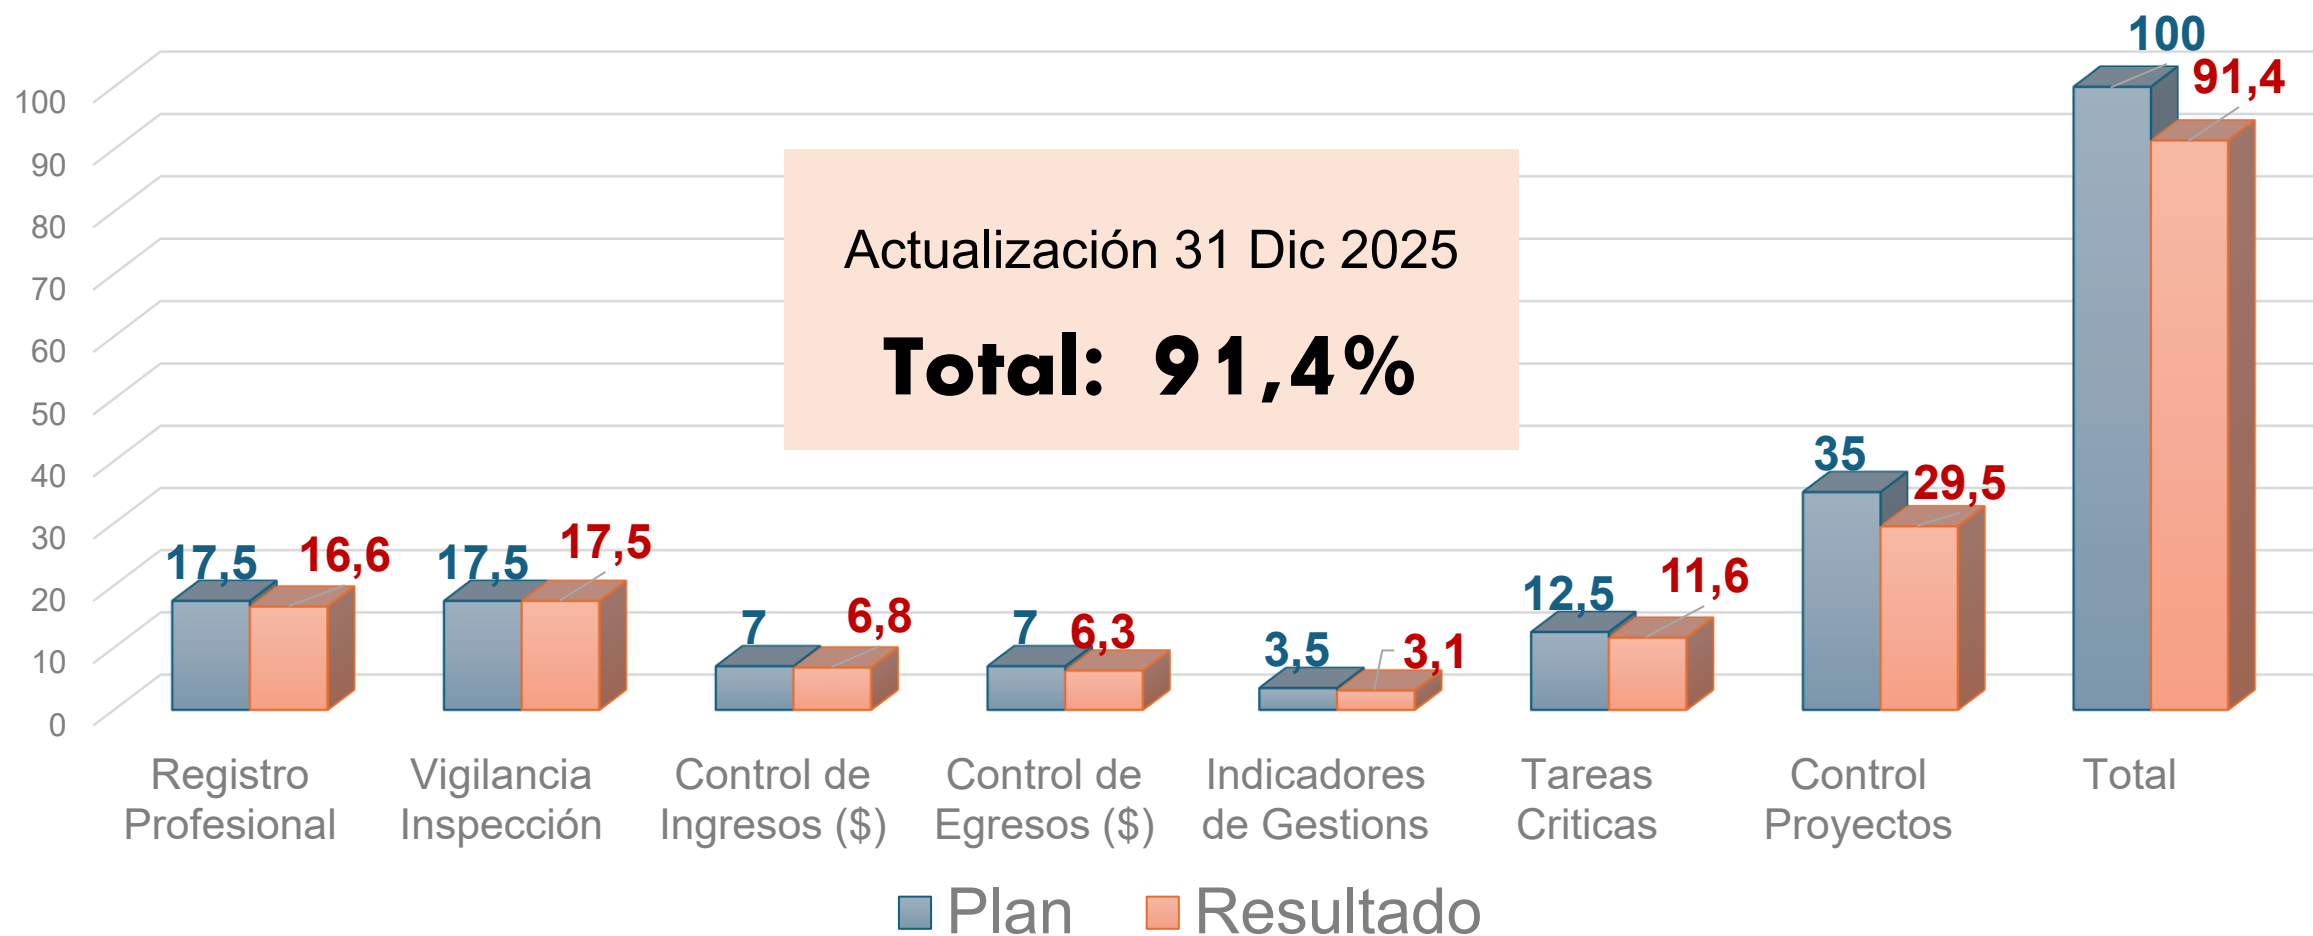 100
91,4
100
90
80
70
60
50
40
30
20
10
0
Actualización 31 Dic 2025
Total: 91,4%
17,5
16,6
17,5
17,5
7
6,8
7
6,3
3,5
3,1
12,5
11,6
35
29,5
Registro
Profesional
Vigilancia
Inspección
Control de
Ingresos ($)
Control de
Egresos ($)
Indicadores
de Gestions
Tareas
Criticas
Control
Proyectos
Total
Plan
Resultado